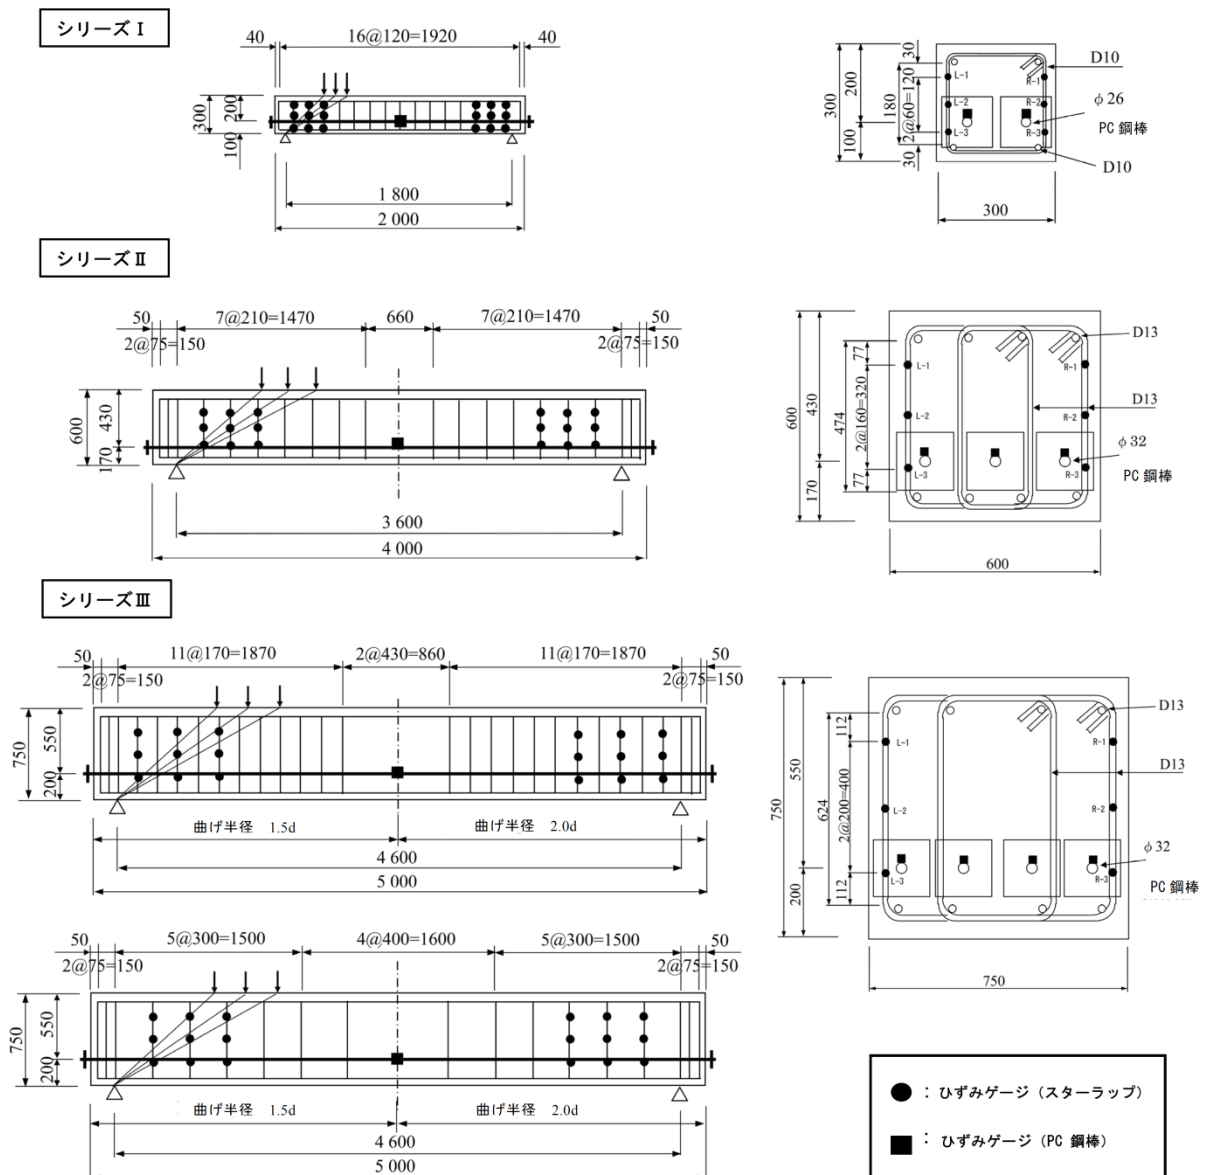 シリーズⅠ
40
16@120=1920
40
300
200
100
1 800
2 000
300
200
100
30
180
2@60=120
30
L-1
R-1
L-2
R-2
L-3
R-3
D10
φ26
PC 鋼棒
D10
300
シリーズⅡ
50
7@210=1470
660
7@210=1470
50
2@75=150
2@75=150
600
430
170
3 600
4 000
600
430
170
474
77
2@160=320
77
L-1
R-1
L-2
R-2
L-3
R-3
D13
D13
φ32
PC 鋼棒
600
シリーズⅢ
50
11@170=1870
2@430=860
11@170=1870
50
2@75=150
2@75=150
750
550
200
曲げ半径 1.5d
曲げ半径 2.0d
4 600
5 000
750
550
200
624
112
2@200=400
112
L-1
R-1
L-2
R-2
L-3
R-3
D13
D13
φ32
PC 鋼棒
750
50
5@300=1500
4@400=1600
5@300=1500
50
2@75=150
2@75=150
750
550
200
曲げ半径 1.5d
曲げ半径 2.0d
4 600
5 000
: ひずみゲージ (スターラップ)
: ひずみゲージ (PC 鋼棒)